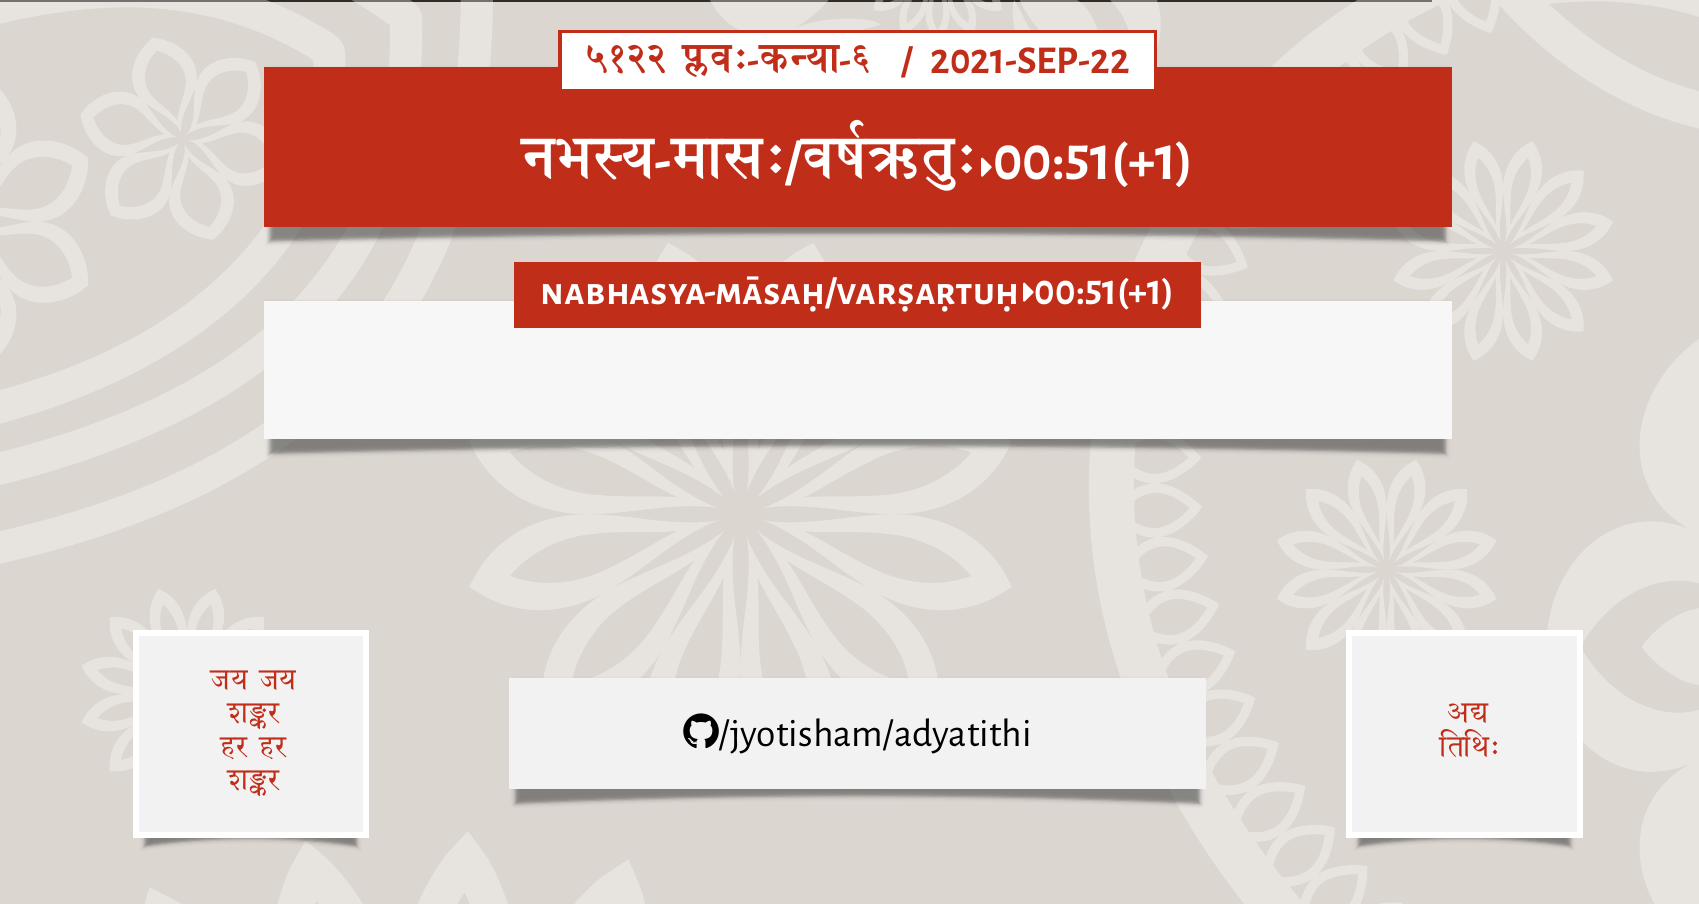 ५१२२ प्लवः-कन्या-६ / 2021-SEP-22
नभस्य-मासः/वर्षऋतुः▸00:51(+1)
NABHASYA-MĀSAḤ/VARṢAṚTUḤ▸00:51(+1)
जय जय
शङ्कर
हर हर
शङ्कर
/jyotisham/adyatithi
अद्य
तिथिः